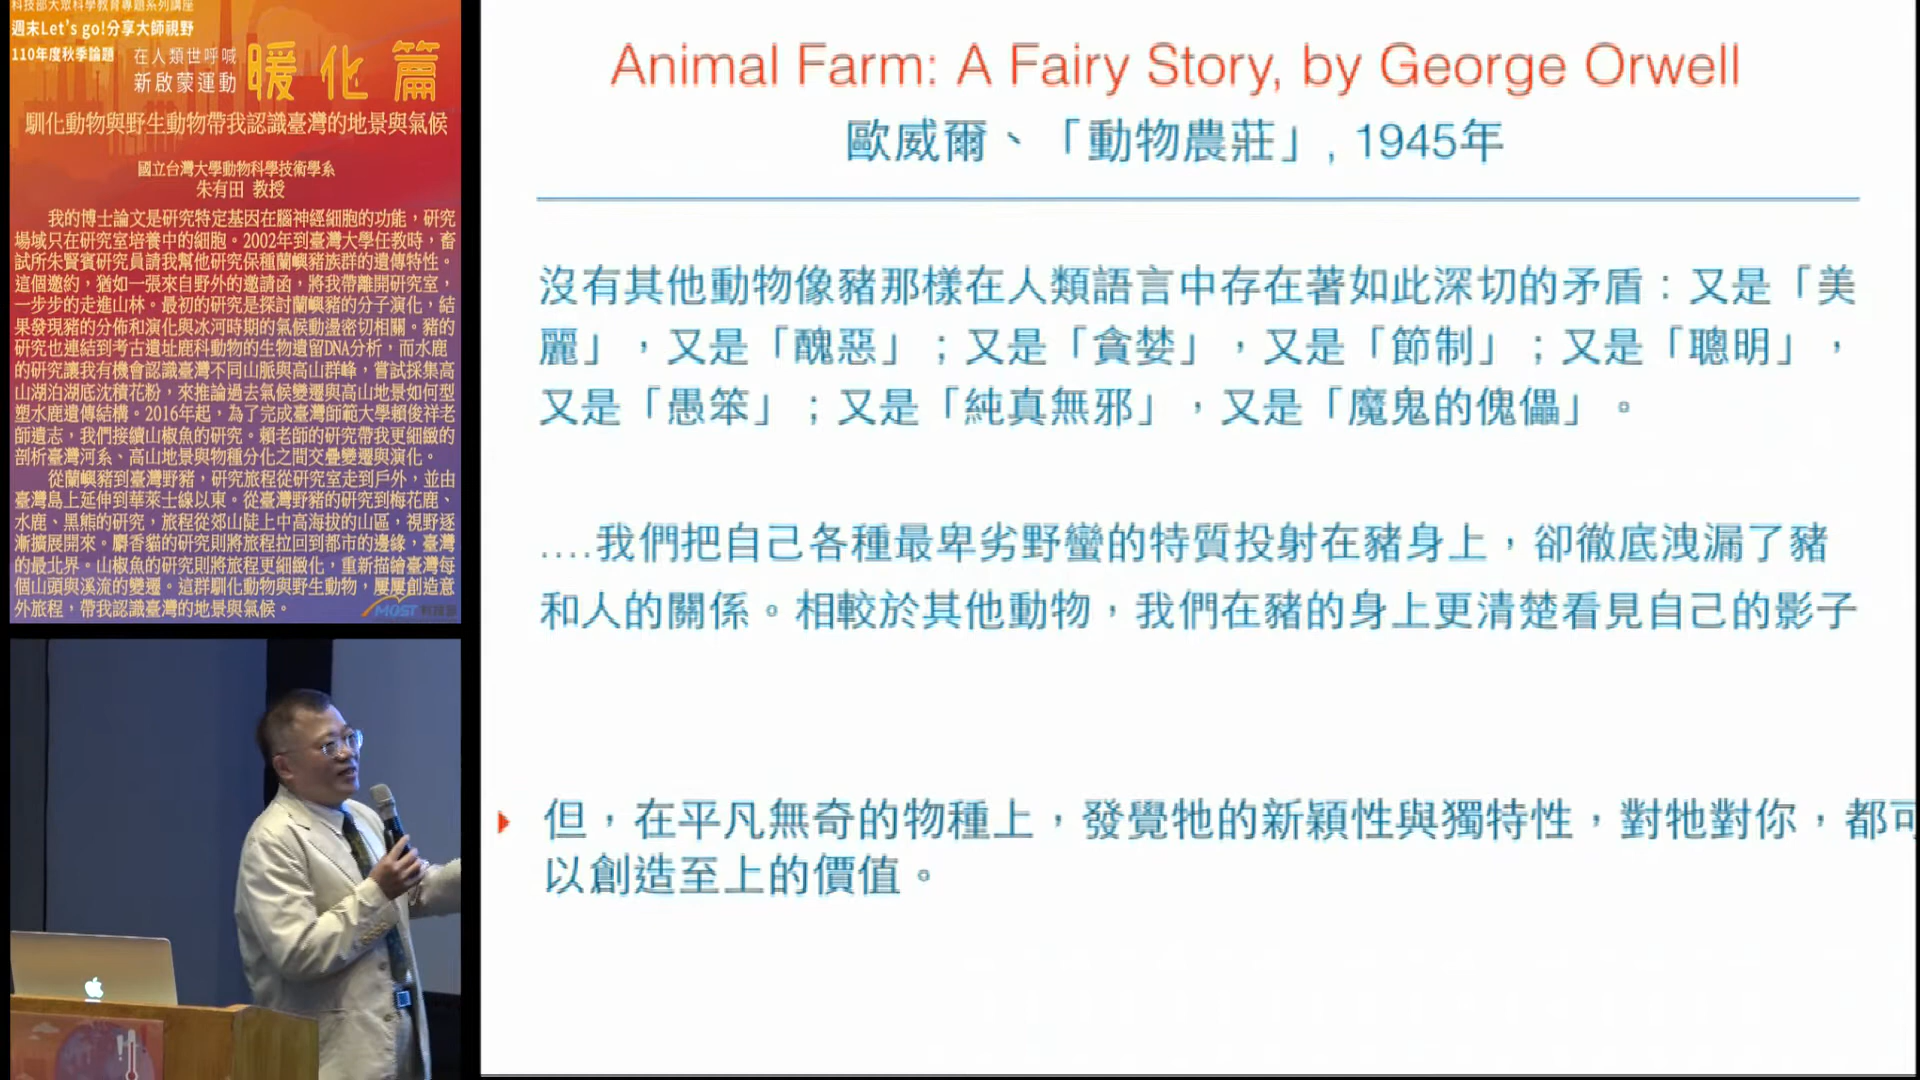 科技部大眾科學教育專題系列講座
週末Let's go!分享大師視野
110年度秋季論題
在人類世呼喊
新啟蒙運動
暖化篇
馴化動物與野生動物帶我認識臺灣的地景與氣候
國立台灣大學動物科學技術學系
朱有田 教授
我的博士論文是研究特定基因在腦神經細胞的功能，研究
場域只在研究室培養中的細胞。2002年到臺灣大學任教時，畜
試所朱賢賓研究員請我幫他研究保種蘭嶼豬族群的遺傳特性。
這個邀約，猶如一張來自野外的邀請函，將我帶離開研究室，
一步步的走進山林。最初的研究是探討蘭嶼豬的分子演化，結
果發現豬的分佈和演化與冰河時期的氣候動盪密切相關。豬的
研究也連結到考古遺址鹿科動物的生物遺留DNA分析，而水鹿
的研究讓我有機會認識臺灣不同山脈與高山群峰，嘗試採集高
山湖泊湖底沈積花粉，來推論過去氣候變遷與高山地景如何型
塑水鹿遺傳結構。2016年起，為了完成臺灣師範大學賴俊祥老
師遺志，我們接續山椒魚的研究。賴老師的研究帶我更細緻的
剖析臺灣河系、高山地景與物種分化之間交疊變遷與演化。
從蘭嶼豬到臺灣野豬，研究旅程從研究室走到戶外，並由
臺灣島上延伸到華萊士線以東。從臺灣野豬的研究到梅花鹿、
水鹿、黑熊的研究，旅程從郊山陡上中高海拔的山區，視野逐
漸擴展開來。麝香貓的研究則將旅程拉回到都市的邊緣，臺灣
的最北界。山椒魚的研究則將旅程更細緻化，重新描繪臺灣每
個山頭與溪流的變遷。這群馴化動物與野生動物，屢屢創造意
外旅程，帶我認識臺灣的地景與氣候。
MOST 科技部
Animal Farm: A Fairy Story, by George Orwell
歐威爾、「動物農莊」, 1945年
沒有其他動物像豬那樣在人類語言中存在著如此深切的矛盾：又是「美
麗」，又是「醜惡」；又是「貪婪」，又是「節制」；又是「聰明」，
又是「愚笨」；又是「純真無邪」，又是「魔鬼的傀儡」。
....我們把自己各種最卑劣野蠻的特質投射在豬身上，卻徹底洩漏了豬
和人的關係。相較於其他動物，我們在豬的身上更清楚看見自己的影子
但，在平凡無奇的物種上，發覺牠的新穎性與獨特性，對牠對你，都可
以創造至上的價值。